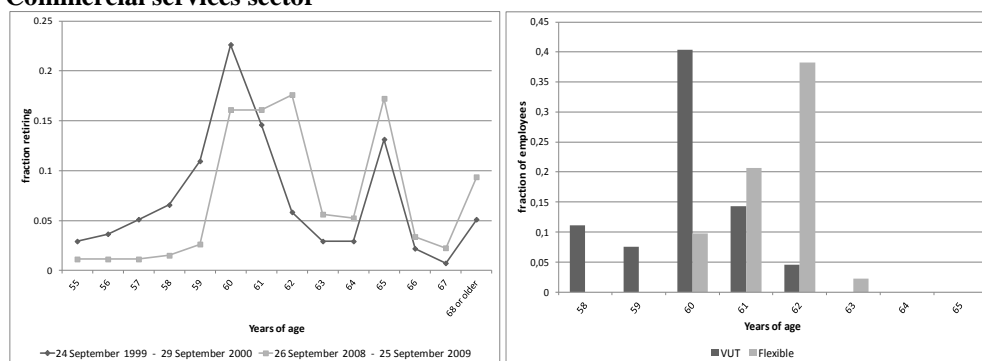 Commercial services sector
0.25
0.2
0.15
0.1
0.05
0
fraction retiring
55 56 57 58 59 60 61 62 63 64 65 66 67 68 or older
Years of age
24 September 1999 - 29 September 2000 26 September 2008 - 25 September 2009
0,45
0,4
0,35
0,3
0,25
0,2
0,15
0,1
0,05
0
fraction of employees
58 59 60 61 62 63 64 65
Years of age
VUT Flexible